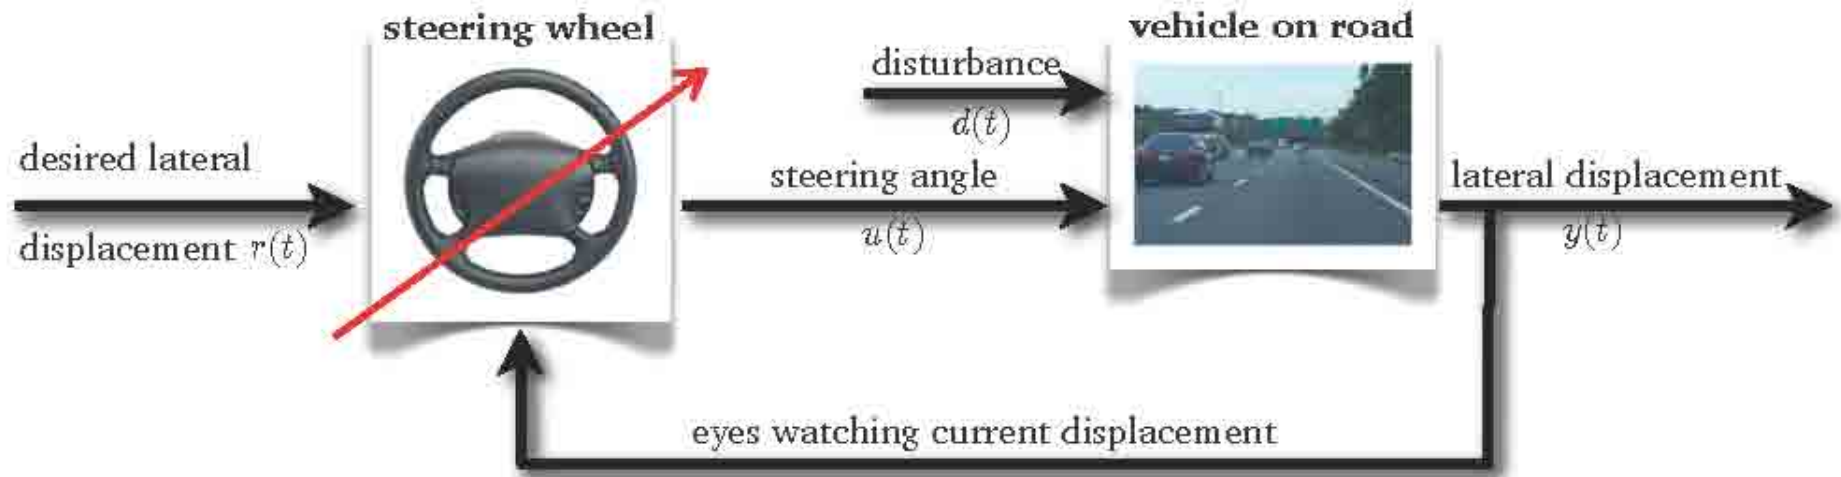 steering wheel
vehicle on road
disturbance
d(t)
desired lateral
displacement r(t)
steering angle
u(t)
lateral displacement
y(t)
eyes watching current displacement